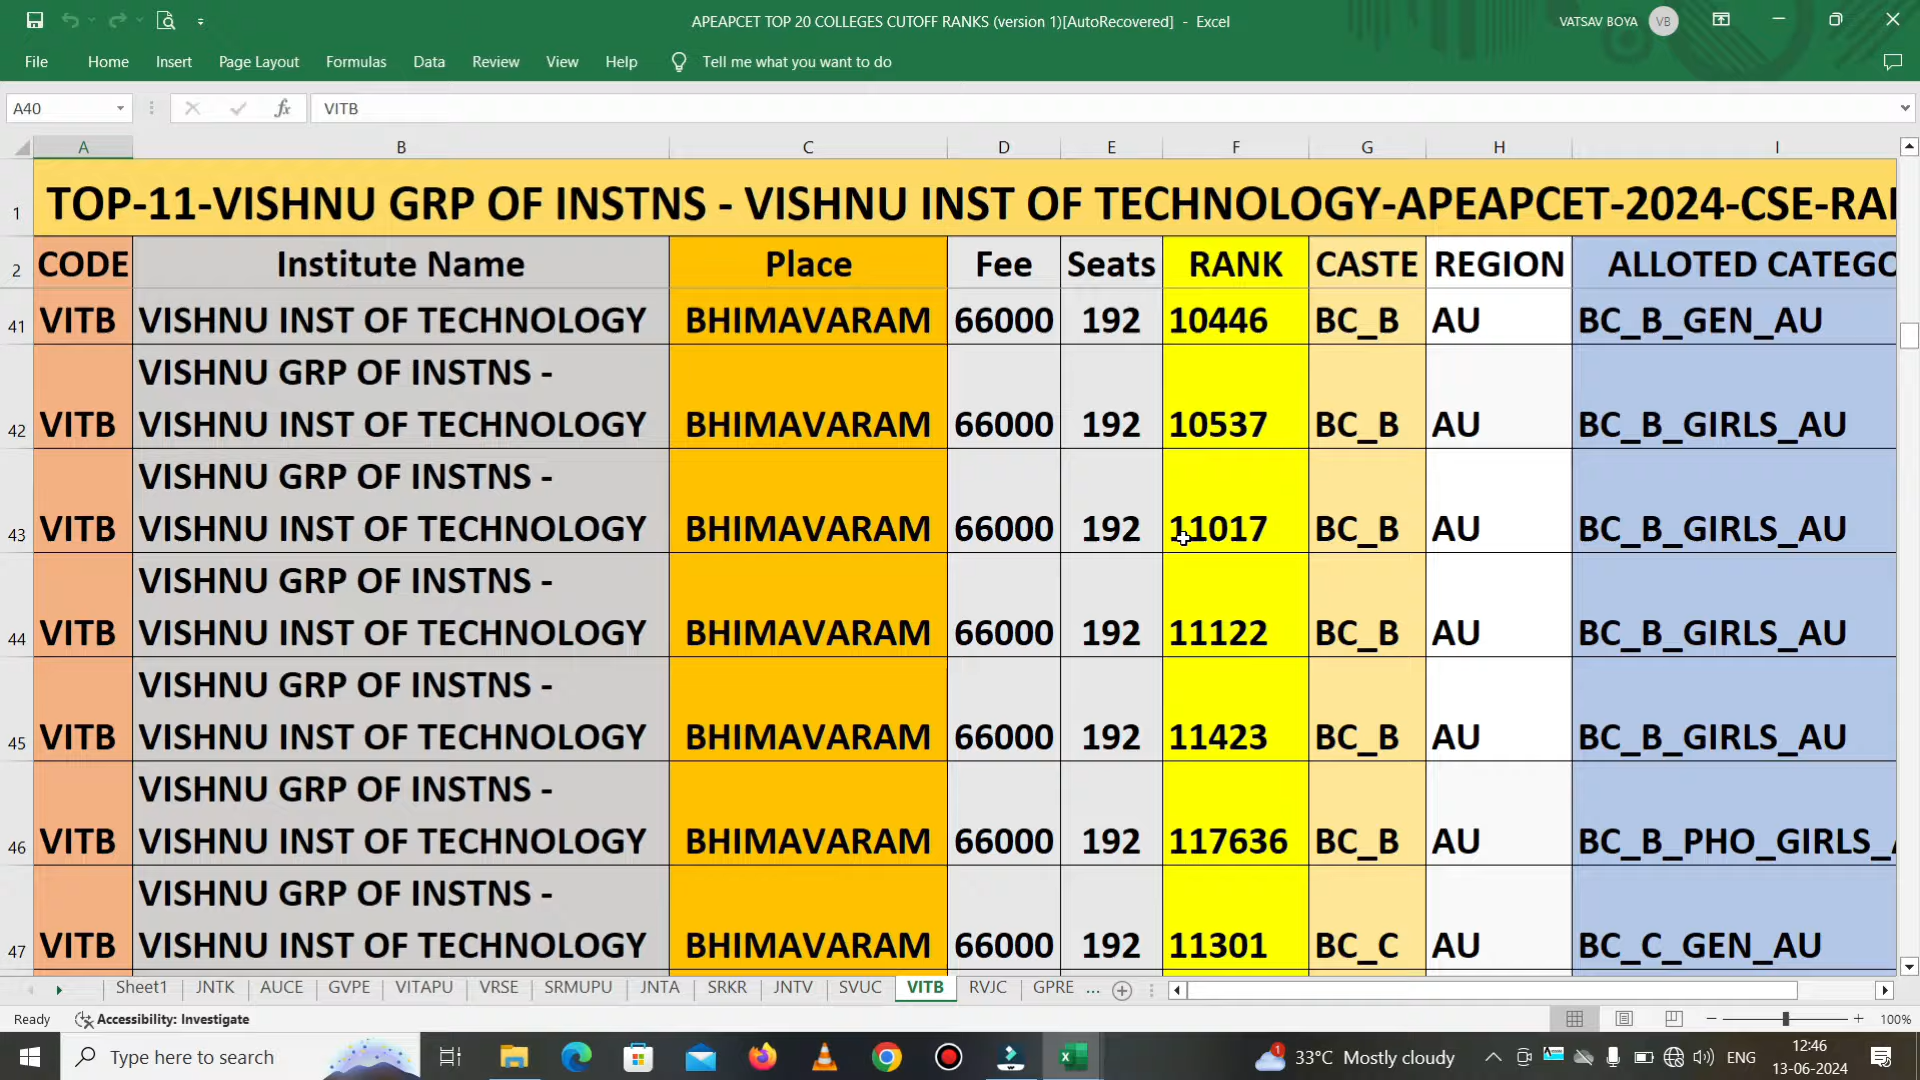 APEAPCET TOP 20 COLLEGES CUTOFF RANKS (version 1)[AutoRecovered] - Excel
VATSAV BOYA VB
File Home Insert Page Layout Formulas Data Review View Help Tell me what you want to do
A40 fx VITB
A B C D E F G H I
1 TOP-11-VISHNU GRP OF INSTNS - VISHNU INST OF TECHNOLOGY-APEAPCET-2024-CSE-RA
2 CODE Institute Name Place Fee Seats RANK CASTE REGION ALLOTED CATEGO
41 VITB VISHNU INST OF TECHNOLOGY BHIMAVARAM 66000 192 10446 BC_B AU BC_B_GEN_AU
VISHNU GRP OF INSTNS -
42 VITB VISHNU INST OF TECHNOLOGY BHIMAVARAM 66000 192 10537 BC_B AU BC_B_GIRLS_AU
VISHNU GRP OF INSTNS -
43 VITB VISHNU INST OF TECHNOLOGY BHIMAVARAM 66000 192 11017 BC_B AU BC_B_GIRLS_AU
VISHNU GRP OF INSTNS -
44 VITB VISHNU INST OF TECHNOLOGY BHIMAVARAM 66000 192 11122 BC_B AU BC_B_GIRLS_AU
VISHNU GRP OF INSTNS -
45 VITB VISHNU INST OF TECHNOLOGY BHIMAVARAM 66000 192 11423 BC_B AU BC_B_GIRLS_AU
VISHNU GRP OF INSTNS -
46 VITB VISHNU INST OF TECHNOLOGY BHIMAVARAM 66000 192 117636 BC_B AU BC_B_PHO_GIRLS_
VISHNU GRP OF INSTNS -
47 VITB VISHNU INST OF TECHNOLOGY BHIMAVARAM 66000 192 11301 BC_C AU BC_C_GEN_AU
Sheet1 JNTK AUCE GVPE VITAPU VRSE SRMUPU JNTA SRKR JNTV SVUC VITB RVJC GPRE ...
Ready Accessibility: Investigate 100%
Type here to search 33°C Mostly cloudy ENG 12:46
13-06-2024